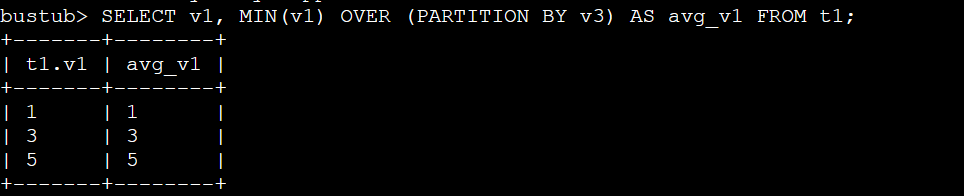 bustub> SELECT v1, MIN(v1) OVER (PARTITION BY v3) AS avg_v1 FROM t1;
+-------+--------+
| t1.v1 | avg_v1 |
+-------+--------+
| 1     | 1      |
| 3     | 3      |
| 5     | 5      |
+-------+--------+